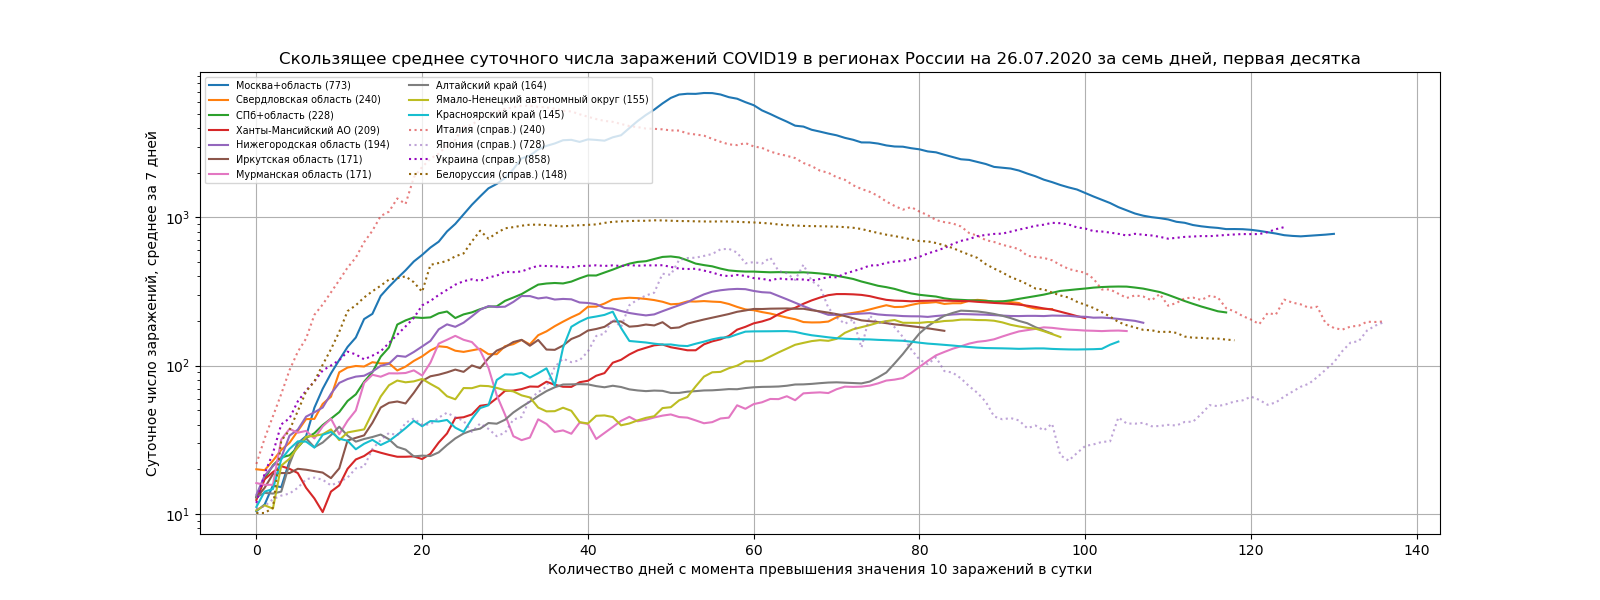 Скользящее среднее суточного числа заражений COVID19 в регионах России на 26.07.2020 за семь дней, первая десятка
Суточное число заражений, среднее за 7 дней
Москва+область (773)
Свердловская область (240)
СПб+область (228)
Ханты-Мансийский АО (209)
Нижегородская область (194)
Иркутская область (171)
Мурманская область (171)
Алтайский край (164)
Ямало-Ненецкий автономный округ (155)
Красноярский край (145)
Италия (справ.) (240)
Япония (справ.) (728)
Украина (справ.) (858)
Белоруссия (справ.) (148)
10³
10²
10¹
0 20 40 60 80 100 120 140
Количество дней с момента превышения значения 10 заражений в сутки